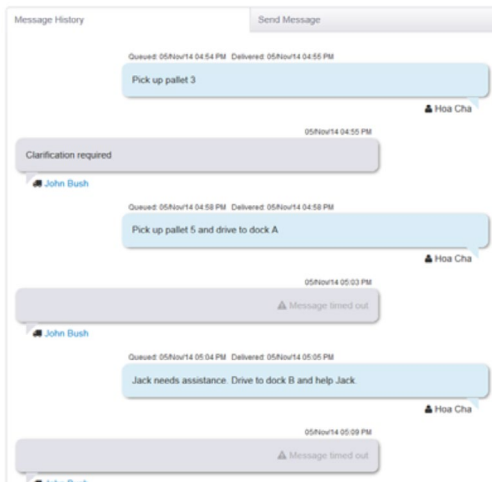 Message History
Send Message
Queued: 05/Nov/14 04:54 PM Delivered: 05/Nov/14 04:55 PM
Pick up pallet 3
Hoa Cha
05/Nov/14 04:55 PM
Clarification required
John Bush
Queued: 05/Nov/14 04:58 PM Delivered: 05/Nov/14 04:58 PM
Pick up pallet 5 and drive to dock A
Hoa Cha
05/Nov/14 05:03 PM
Message timed out
John Bush
Queued: 05/Nov/14 05:04 PM Delivered: 05/Nov/14 05:05 PM
Jack needs assistance. Drive to dock B and help Jack.
Hoa Cha
05/Nov/14 05:09 PM
Message timed out
John Bush